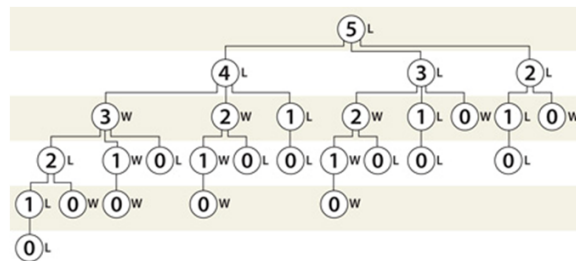 5 L
4 L 3 L 2 L
3 W 2 W 1 L 2 W 1 L 0 W 1 L 0 W
2 L 1 W 0 L 1 W 0 L 0 L 1 W 0 L 0 L 0 L
1 L 0 W 0 W 0 W 0 W
0 L